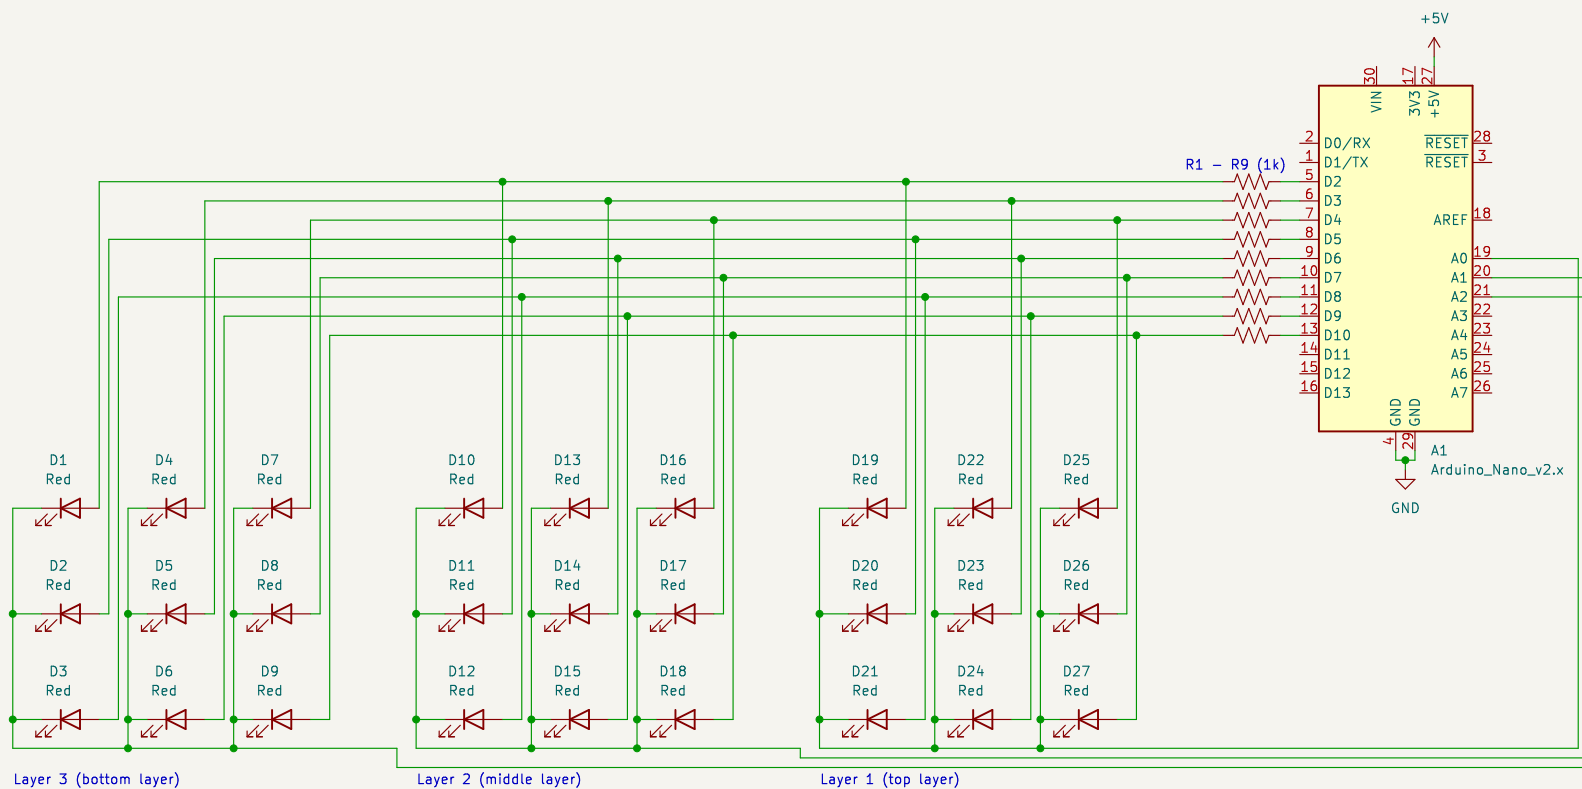 +5V
30
17
27
VIN
3V3
+5V
R1 - R9 (1k)
2 D0/RX
1 D1/TX
5 D2
6 D3
7 D4
8 D5
9 D6
10 D7
11 D8
12 D9
13 D10
14 D11
15 D12
16 D13
RESET 28
RESET 3
AREF 18
A0 19
A1 20
A2 21
A3 22
A4 23
A5 24
A6 25
A7 26
GND
GND
4
29
A1
Arduino_Nano_v2.x
GND
D1 D4 D7 D10 D13 D16 D19 D22 D25
Red Red Red Red Red Red Red Red Red
D2 D5 D8 D11 D14 D17 D20 D23 D26
Red Red Red Red Red Red Red Red Red
D3 D6 D9 D12 D15 D18 D21 D24 D27
Red Red Red Red Red Red Red Red Red
Layer 3 (bottom layer)
Layer 2 (middle layer)
Layer 1 (top layer)